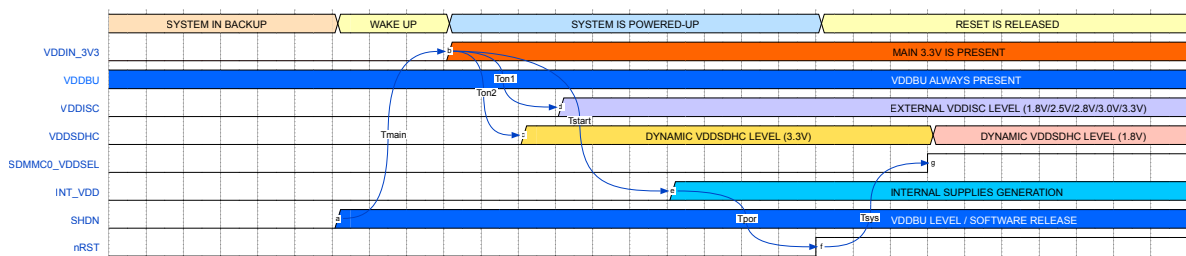 SYSTEM IN BACKUP WAKE UP SYSTEM IS POWERED-UP RESET IS RELEASED
VDDIN_3V3 b MAIN 3.3V IS PRESENT
VDDBU Ton1 VDDBU ALWAYS PRESENT
Ton2
VDDISC d EXTERNAL VDDISC LEVEL (1.8V/2.5V/2.8V/3.0V/3.3V)
Tstart
VDDSDHC Tmain c DYNAMIC VDDSDHC LEVEL (3.3V) DYNAMIC VDDSDHC LEVEL (1.8V)
SDMMC0_VDDSEL g
INT_VDD e INTERNAL SUPPLIES GENERATION
SHDN a Tpor Tsys VDDBU LEVEL / SOFTWARE RELEASE
nRST f